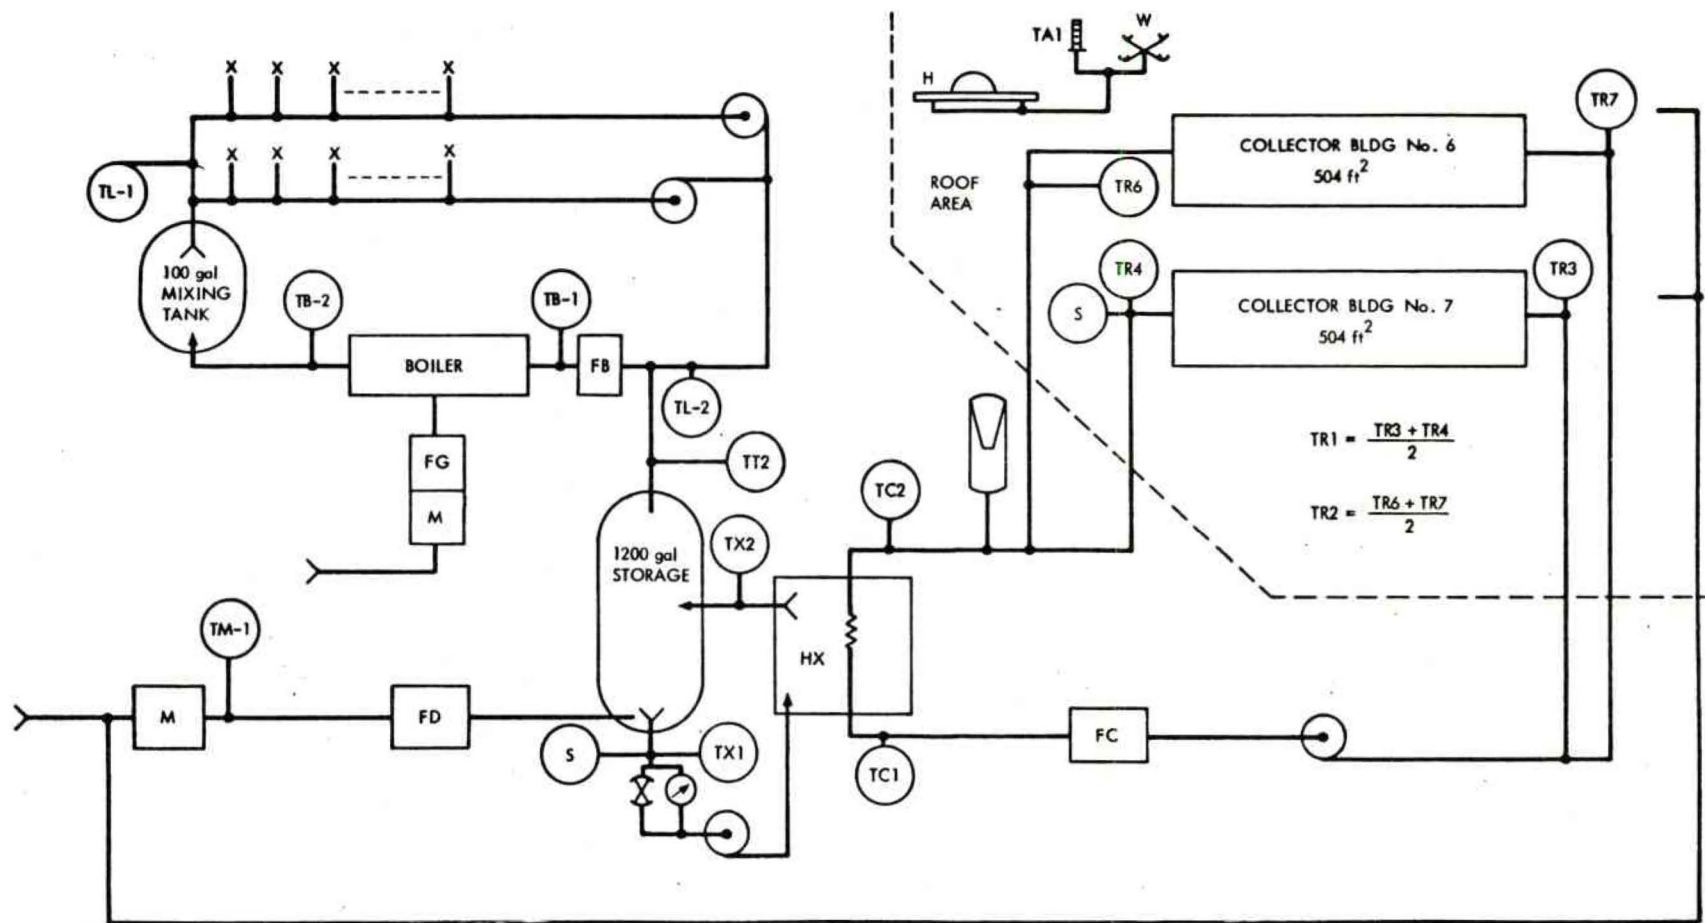 TA1
W
H
TR7
X X X X
COLLECTOR BLDG No. 6
504 ft²
X X X X
TL-1
ROOF
AREA
TR6
100 gal
MIXING
TANK
TB-2
TB-1
TR4
TR3
S
COLLECTOR BLDG No. 7
504 ft²
BOILER
FB
TL-2
TR1 = TR3 + TR4
2
FG
TT2
M
TC2
TR2 = TR6 + TR7
2
TX2
1200 gal
STORAGE
TM-1
HX
M
FD
FC
S
TX1
TC1